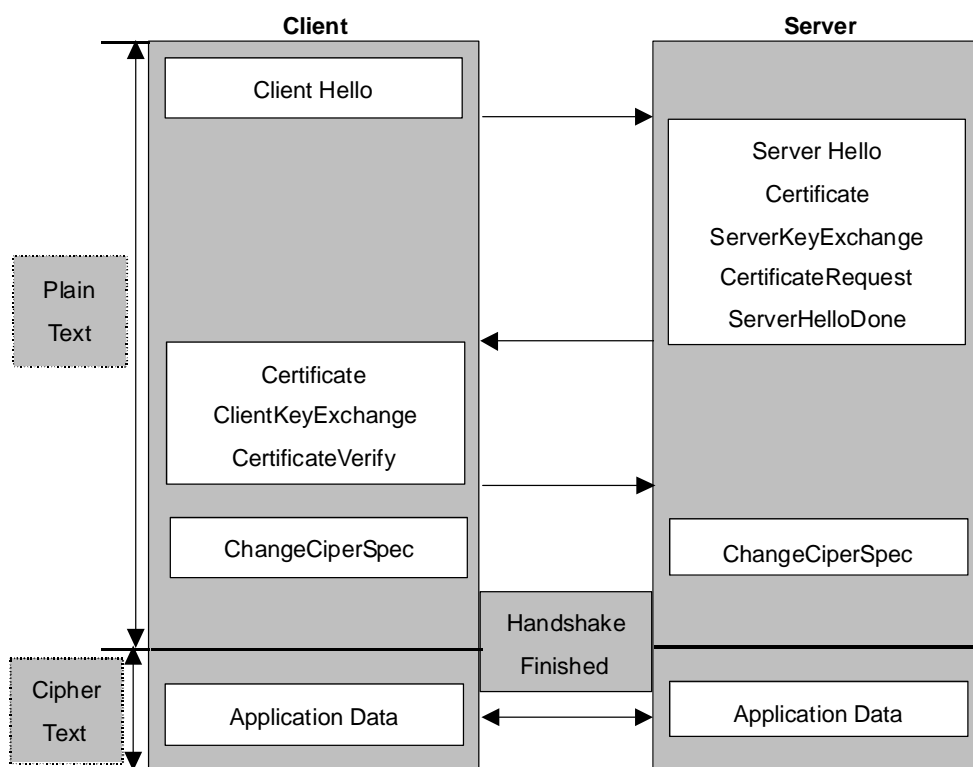 Client
Server
Client Hello
Server Hello
Certificate
ServerKeyExchange
CertificateRequest
ServerHelloDone
Plain
Text
Certificate
ClientKeyExchange
CertificateVerify
ChangeCiperSpec
ChangeCiperSpec
Handshake
Finished
Cipher
Text
Application Data
Application Data